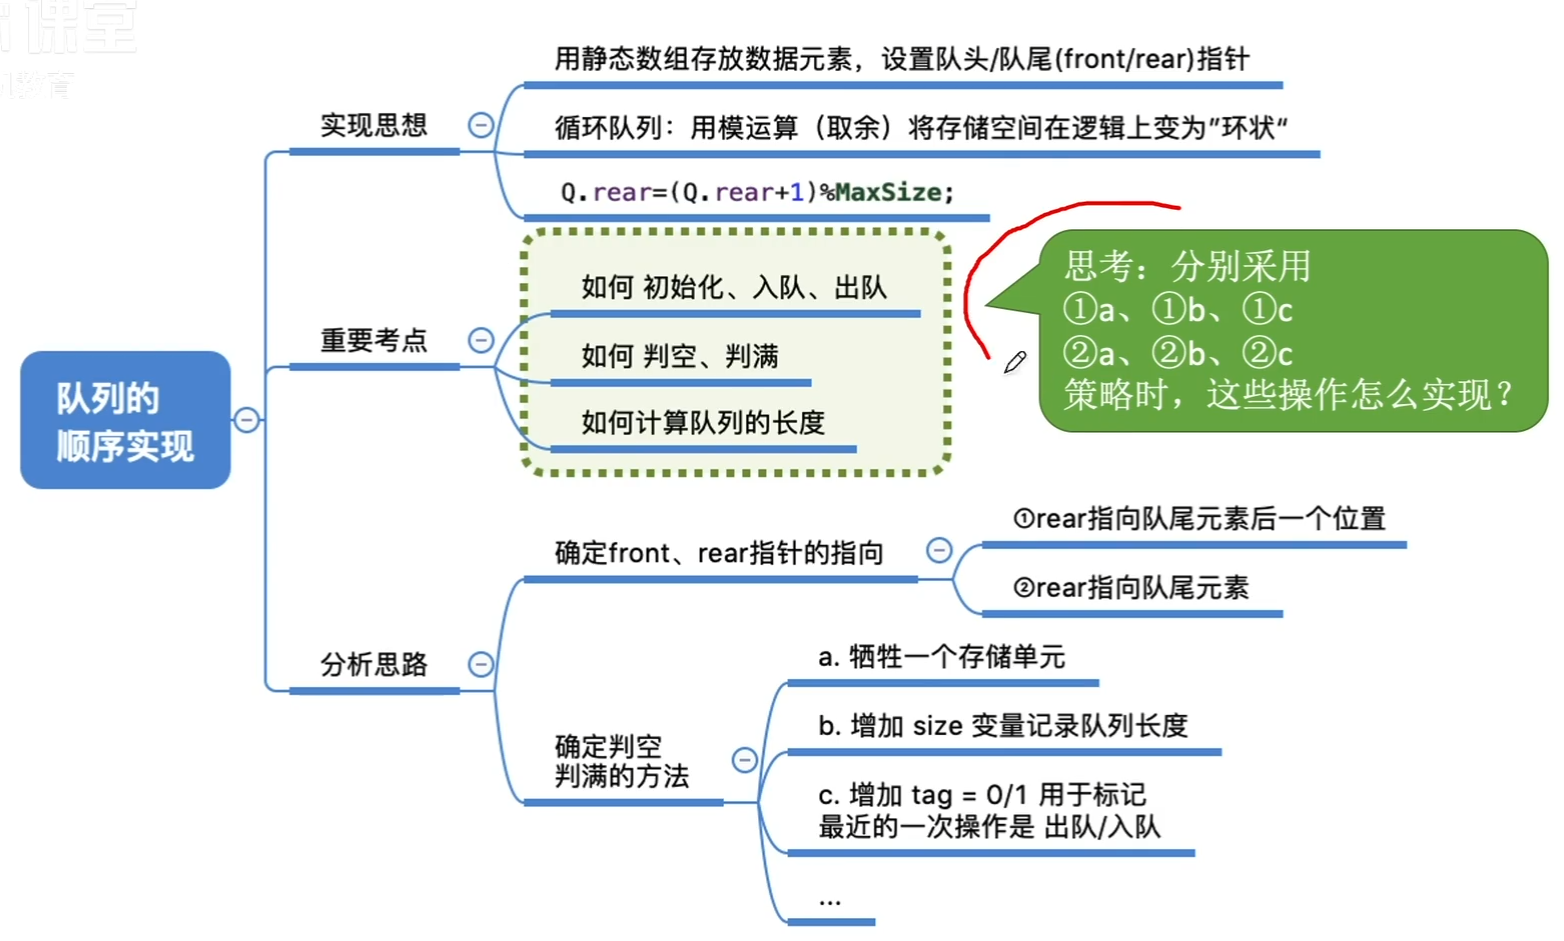 课堂
教育
用静态数组存放数据元素，设置队头/队尾(front/rear)指针
实现思想
循环队列：用模运算（取余）将存储空间在逻辑上变为”环状“
Q.rear=(Q.rear+1)%MaxSize;
思考：分别采用
①a、①b、①c
②a、②b、②c
策略时，这些操作怎么实现？
如何 初始化、入队、出队
重要考点
如何 判空、判满
如何计算队列的长度
队列的
顺序实现
①rear指向队尾元素后一个位置
确定front、rear指针的指向
②rear指向队尾元素
分析思路
a. 牺牲一个存储单元
b. 增加 size 变量记录队列长度
确定判空
判满的方法
c. 增加 tag = 0/1 用于标记
最近的一次操作是 出队/入队
...